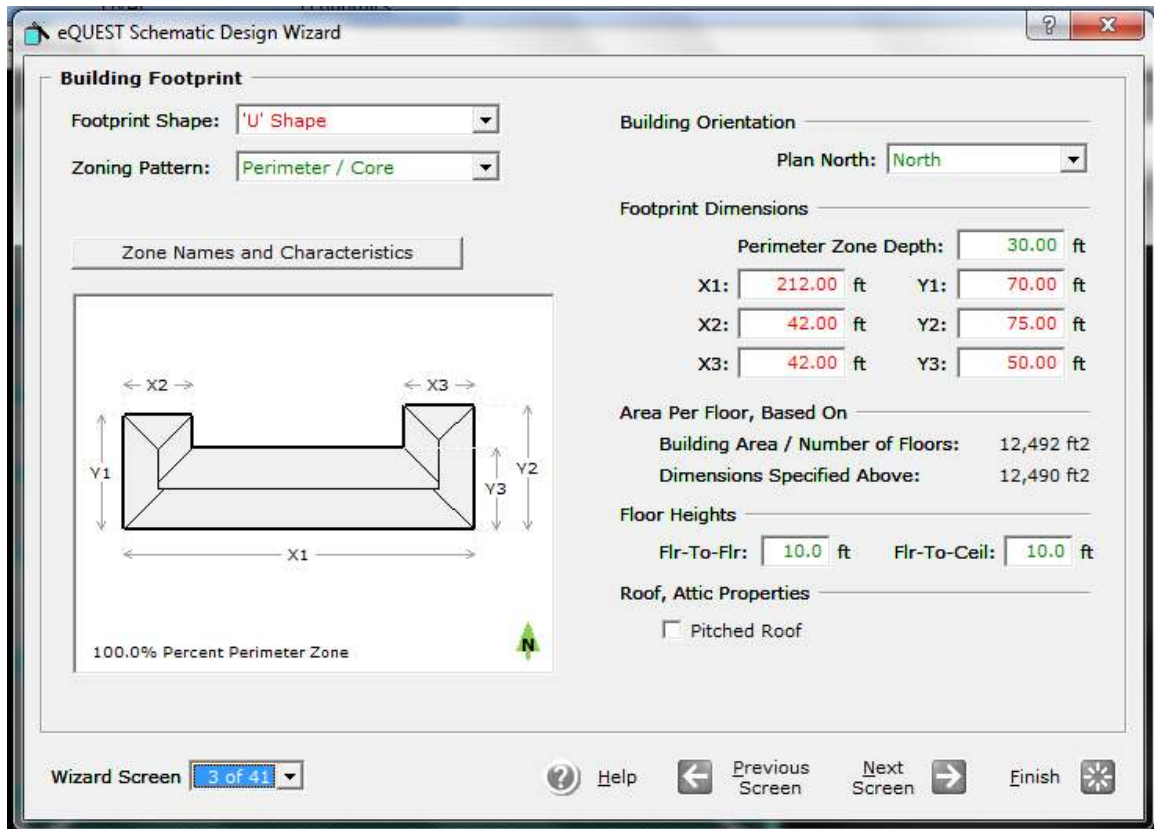 eQUEST Schematic Design Wizard
Building Footprint
Footprint Shape: 'U' Shape
Zoning Pattern: Perimeter / Core
Zone Names and Characteristics
X2
X3
Y1
Y3
Y2
X1
100.0% Percent Perimeter Zone
N
Building Orientation
Plan North: North
Footprint Dimensions
Perimeter Zone Depth: 30.00 ft
X1: 212.00 ft Y1: 70.00 ft
X2: 42.00 ft Y2: 75.00 ft
X3: 42.00 ft Y3: 50.00 ft
Area Per Floor, Based On
Building Area / Number of Floors: 12,492 ft2
Dimensions Specified Above: 12,490 ft2
Floor Heights
Flr-To-Flr: 10.0 ft Flr-To-Ceil: 10.0 ft
Roof, Attic Properties
Pitched Roof
Wizard Screen 3 of 41
? Help
Previous Screen
Next Screen
Finish